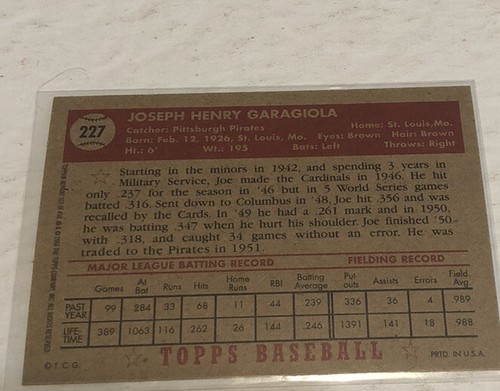 227
JOSEPH HENRY GARAGIOLA
Catcher: Pittsburgh Pirates Home: St. Louis, Mo.
Born: Feb. 12, 1926, St. Louis, Mo. Eyes: Brown Hair: Brown
Ht.: 6' Wt.: 195 Bats: Left Throws: Right
Starting in the minors in 1942, and spending 3 years in
Military Service, Joe made the Cardinals in 1946. He hit
only .237 for the season in '46 but in 5 World Series games
batted .316. Sent down to Columbus in '48, Joe hit .356 and was
recalled by the Cards. In '49 he had a .261 mark and in 1950,
he was batting .347 when he hurt his shoulder. Joe finished '50
with .318, and caught 34 games without an error. He was
traded to the Pirates in 1951.
MAJOR LEAGUE BATTING RECORD FIELDING RECORD
Games At Bat Runs Hits Home Runs RBI Batting Average Put-outs Assists Errors Field. Avg.
PAST YEAR 99 284 33 68 11 44 .239 336 36 4 .989
LIFE-TIME 389 1063 116 262 26 144 .246 1391 141 18 .988
TOPPS BASEBALL
© T.C.G. PRTD. IN U.S.A.